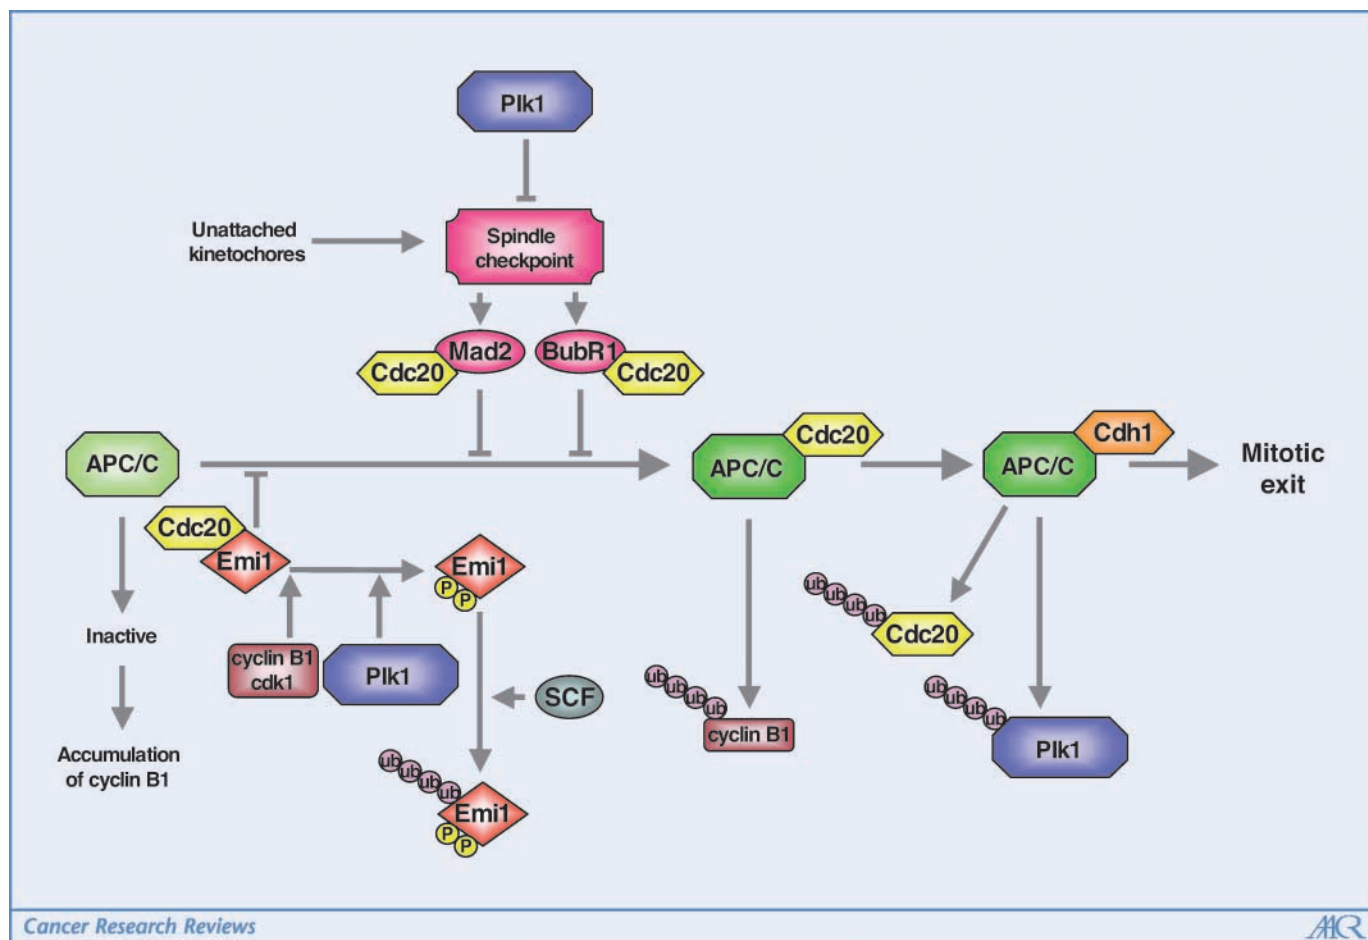 Plk1
Unattached
kinetochores
Spindle
checkpoint
Mad2
Cdc20
BubR1
Cdc20
APC/C
Cdc20
Emi1
APC/C
Cdc20
APC/C
Cdh1
Mitotic
exit
Inactive
Accumulation
of cyclin B1
cyclin B1
cdk1
Plk1
Emi1
P
P
SCF
ub
ub
ub
ub
Emi1
P
P
ub
ub
ub
ub
cyclin B1
ub
ub
ub
ub
Cdc20
ub
ub
ub
ub
Plk1
Cancer Research Reviews
AACR